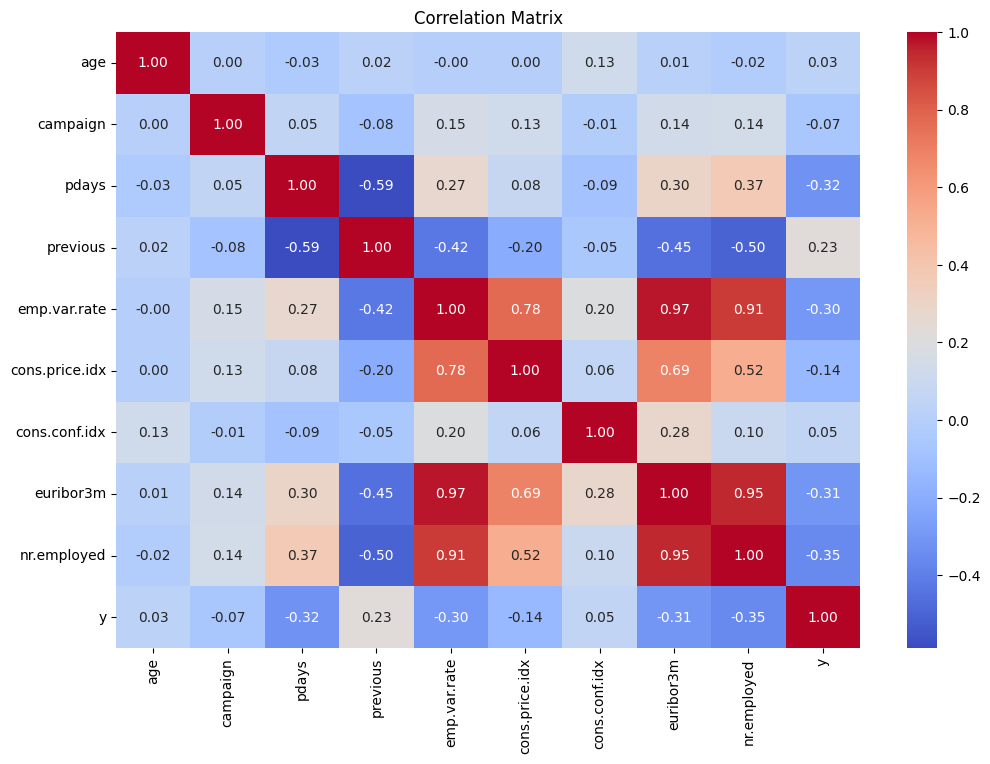 Correlation Matrix
age 1.00 0.00 -0.03 0.02 -0.00 0.00 0.13 0.01 -0.02 0.03
campaign 0.00 1.00 0.05 -0.08 0.15 0.13 -0.01 0.14 0.14 -0.07
pdays -0.03 0.05 1.00 -0.59 0.27 0.08 -0.09 0.30 0.37 -0.32
previous 0.02 -0.08 -0.59 1.00 -0.42 -0.20 -0.05 -0.45 -0.50 0.23
emp.var.rate -0.00 0.15 0.27 -0.42 1.00 0.78 0.20 0.97 0.91 -0.30
cons.price.idx 0.00 0.13 0.08 -0.20 0.78 1.00 0.06 0.69 0.52 -0.14
cons.conf.idx 0.13 -0.01 -0.09 -0.05 0.20 0.06 1.00 0.28 0.10 0.05
euribor3m 0.01 0.14 0.30 -0.45 0.97 0.69 0.28 1.00 0.95 -0.31
nr.employed -0.02 0.14 0.37 -0.50 0.91 0.52 0.10 0.95 1.00 -0.35
y 0.03 -0.07 -0.32 0.23 -0.30 -0.14 0.05 -0.31 -0.35 1.00
age campaign pdays previous emp.var.rate cons.price.idx cons.conf.idx euribor3m nr.employed y
1.0
0.8
0.6
0.4
0.2
0.0
-0.2
-0.4